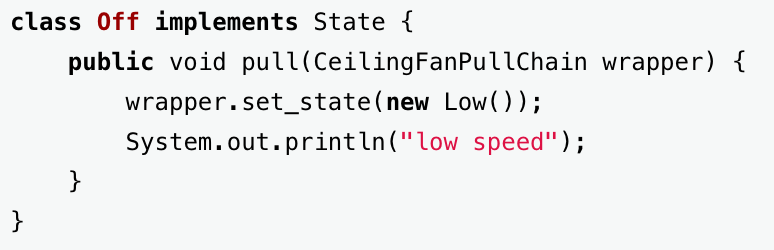 class Off implements State {
    public void pull(CeilingFanPullChain wrapper) {
        wrapper.set_state(new Low());
        System.out.println("low speed");
    }
}